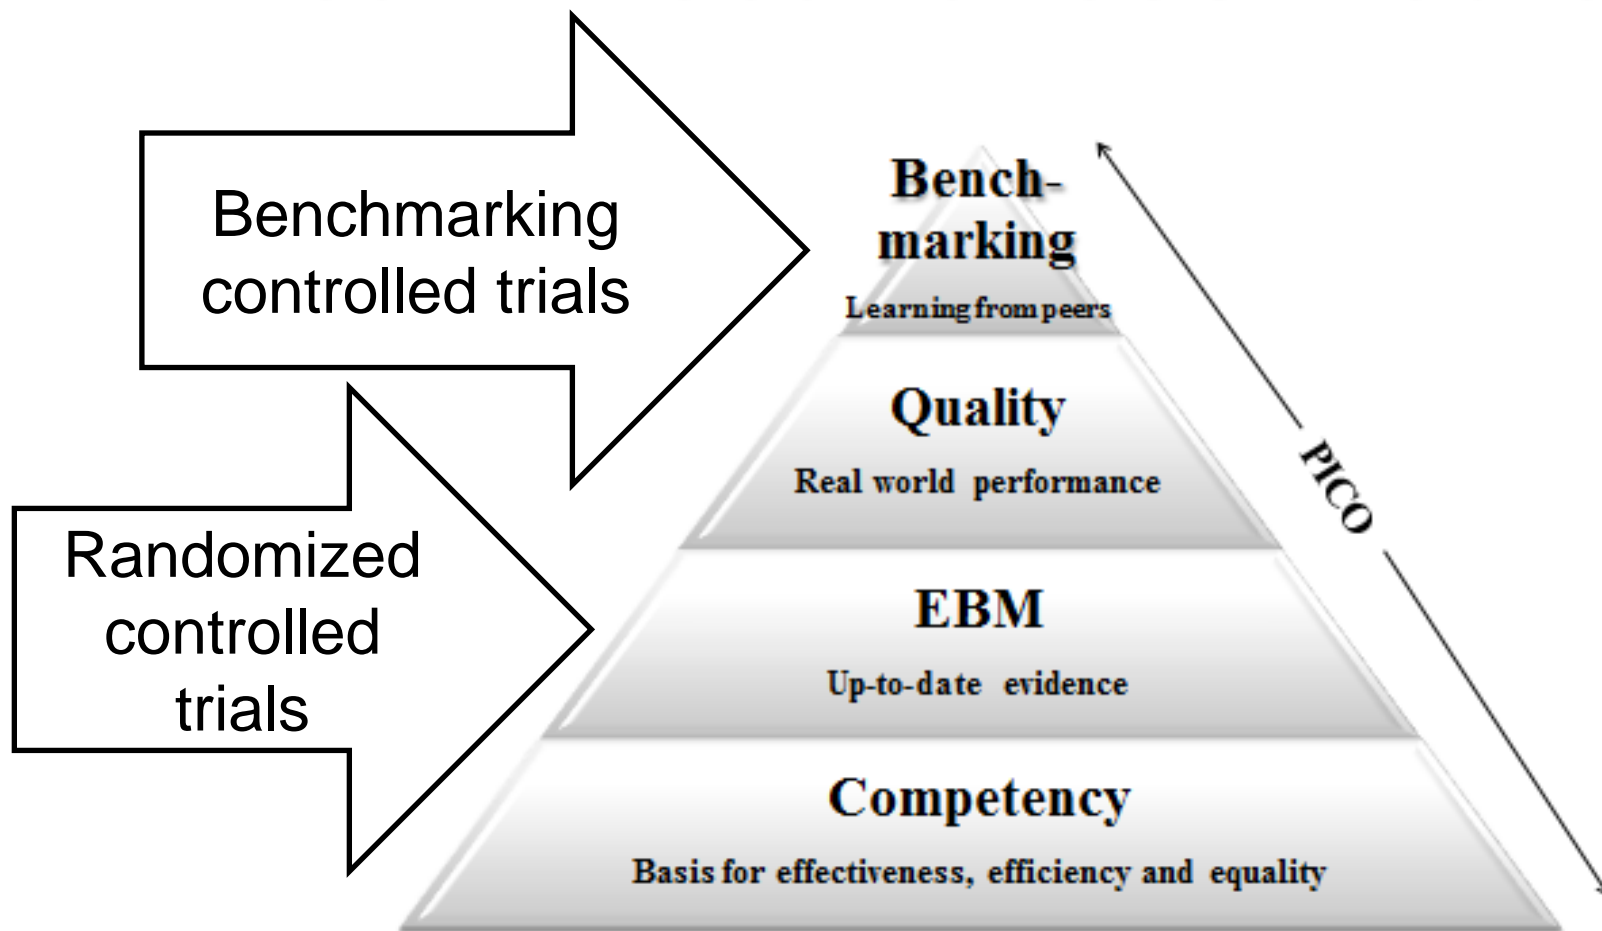 Benchmarking
controlled trials
Randomized
controlled
trials
Bench-
marking
Learning from peers
Quality
Real world performance
EBM
Up-to-date evidence
Competency
Basis for effectiveness, efficiency and equality
PICO